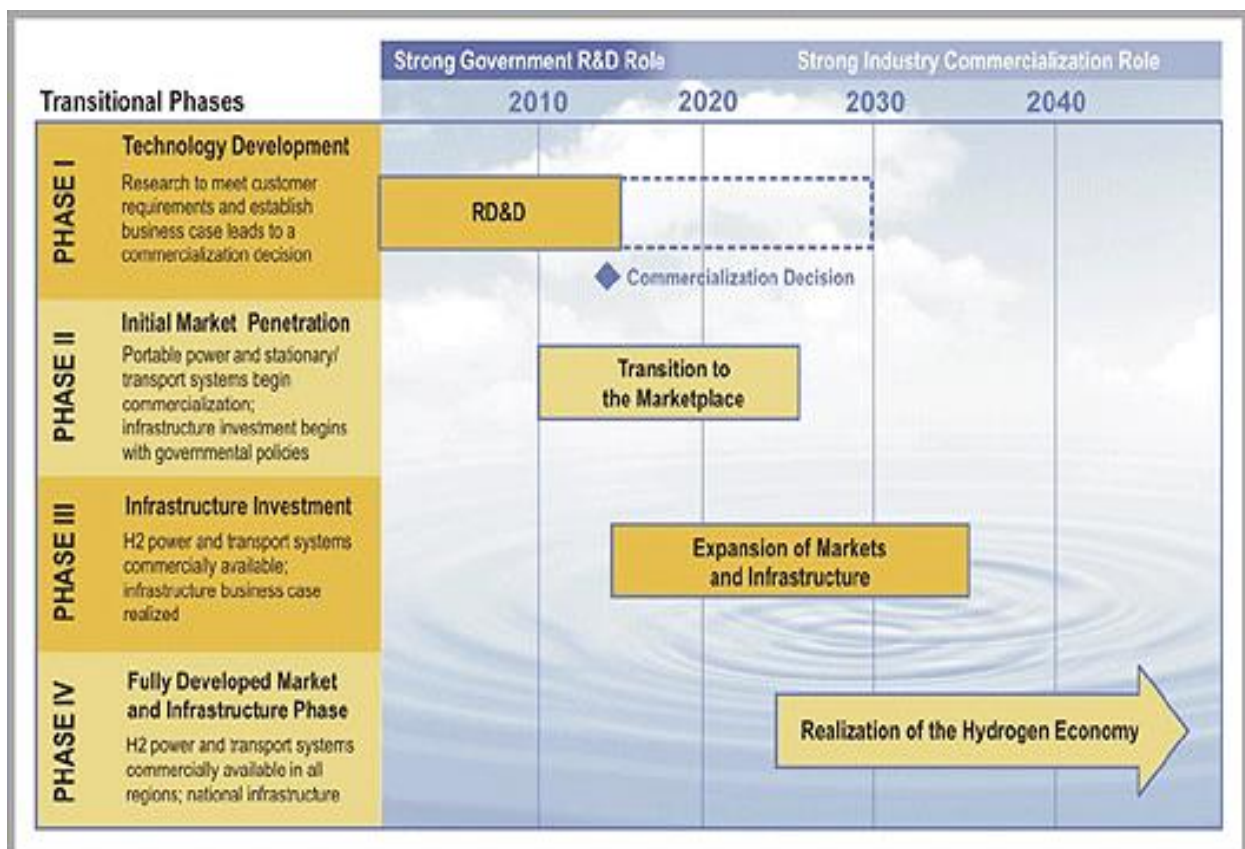 Strong Government R&D Role
Strong Industry Commercialization Role
Transitional Phases
2010
2020
2030
2040
PHASE I
Technology Development
Research to meet customer
requirements and establish
business case leads to a
commercialization decision
RD&D
Commercialization Decision
PHASE II
Initial Market Penetration
Portable power and stationary/
transport systems begin
commercialization;
infrastructure investment begins
with governmental policies
Transition to
the Marketplace
PHASE III
Infrastructure Investment
H2 power and transport systems
commercially available;
infrastructure business case
realized
Expansion of Markets
and Infrastructure
PHASE IV
Fully Developed Market
and Infrastructure Phase
H2 power and transport systems
commercially available in all
regions; national infrastructure
Realization of the Hydrogen Economy